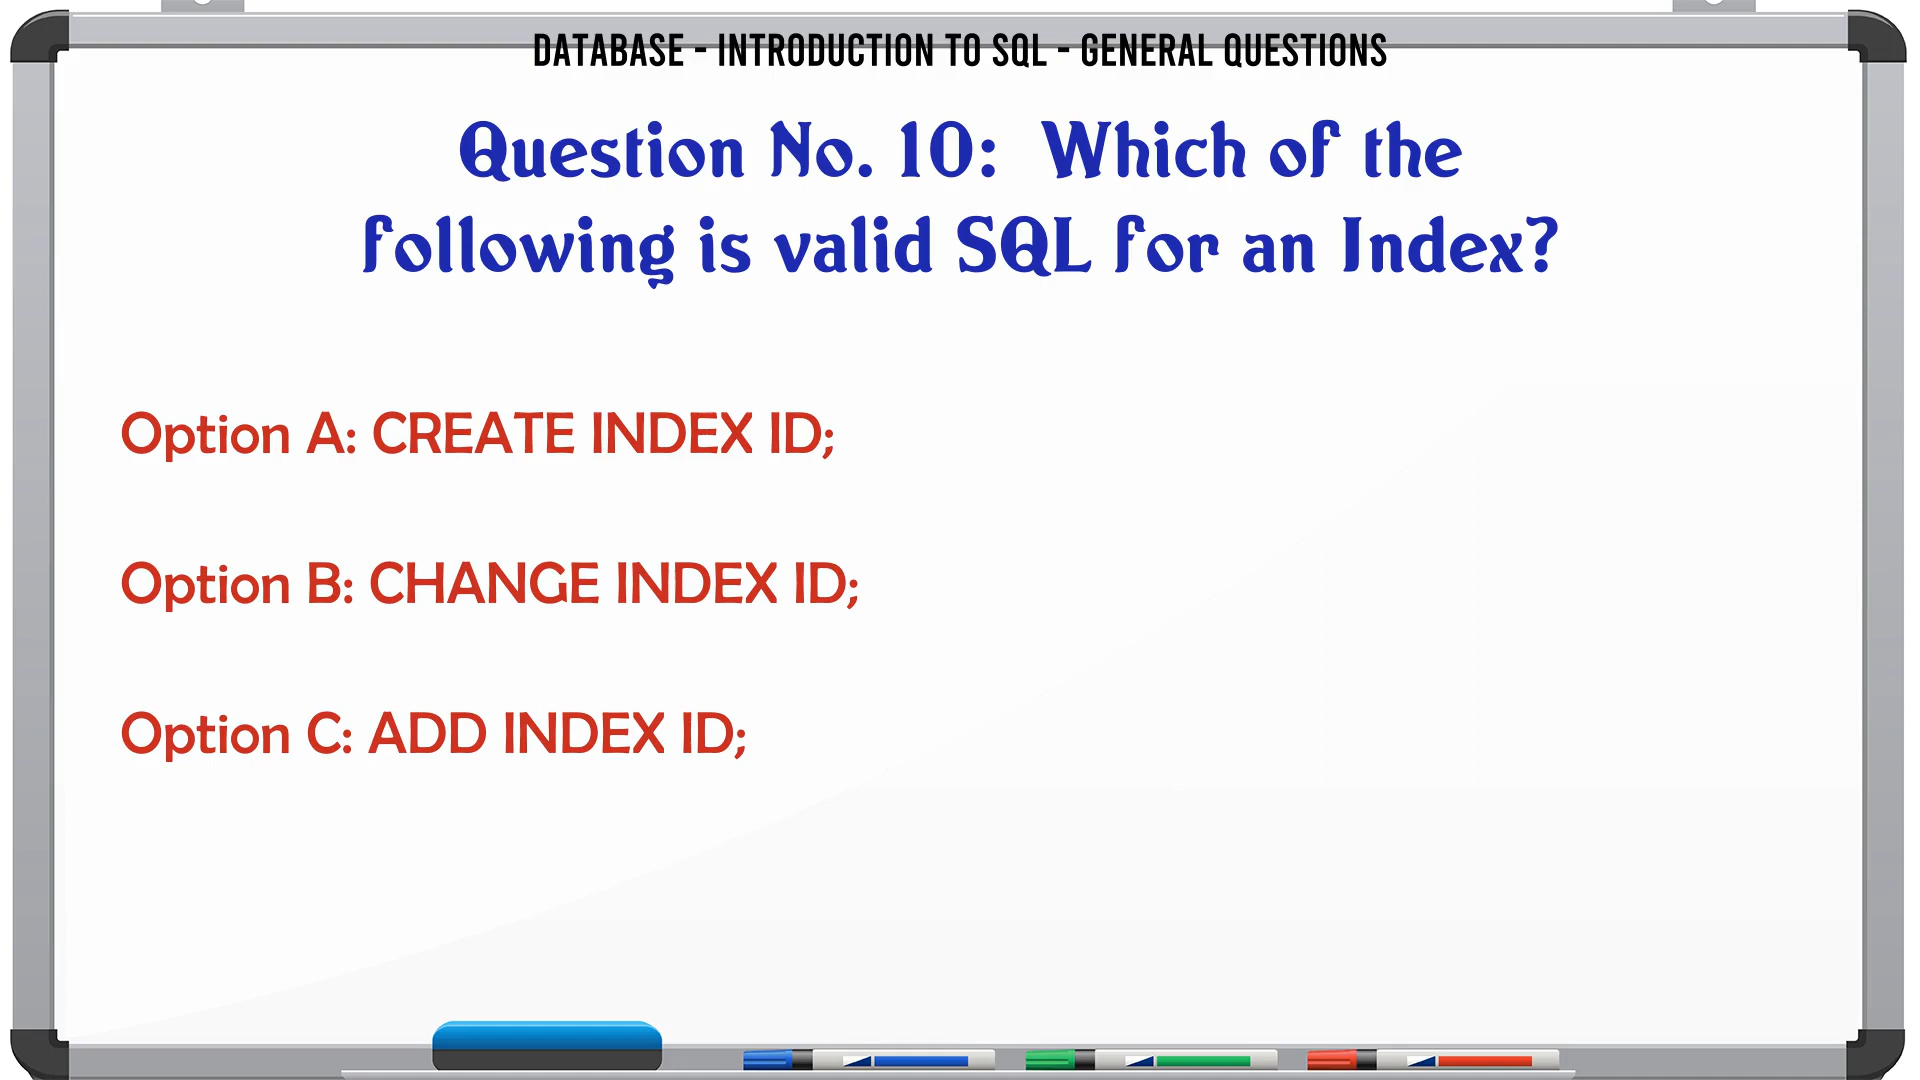 DATABASE - INTRODUCTION TO SQL - GENERAL QUESTIONS
Question No. 10: Which of the
following is valid SQL for an Index?
Option A: CREATE INDEX ID;
Option B: CHANGE INDEX ID;
Option C: ADD INDEX ID;